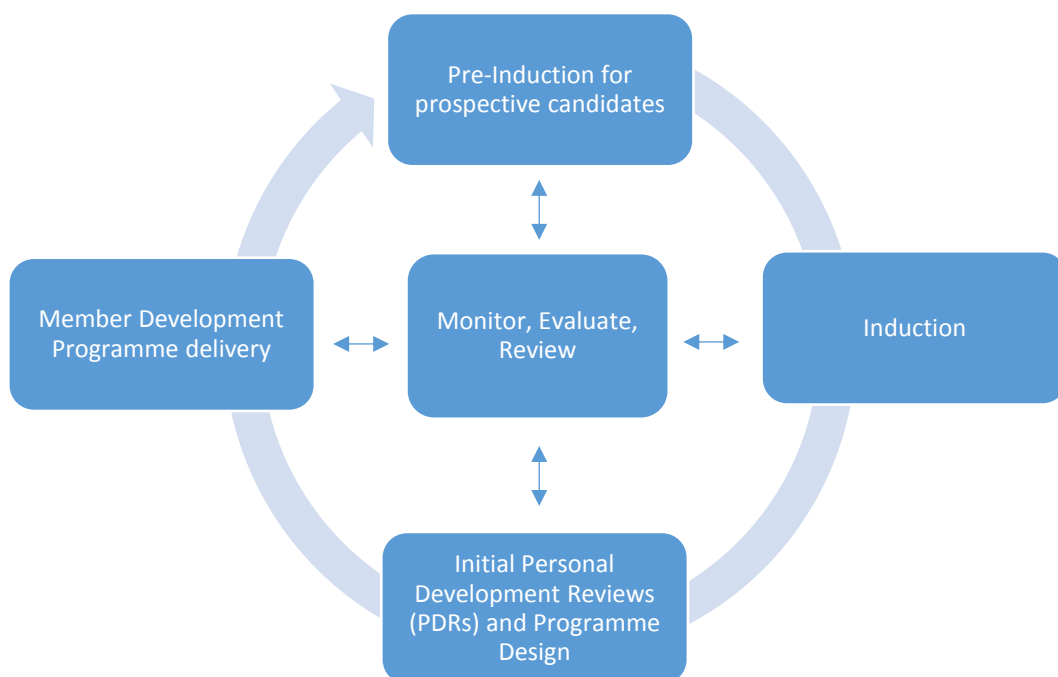 Pre-Induction for
prospective candidates
Member Development
Programme delivery
Monitor, Evaluate,
Review
Induction
Initial Personal
Development Reviews
(PDRs) and Programme
Design